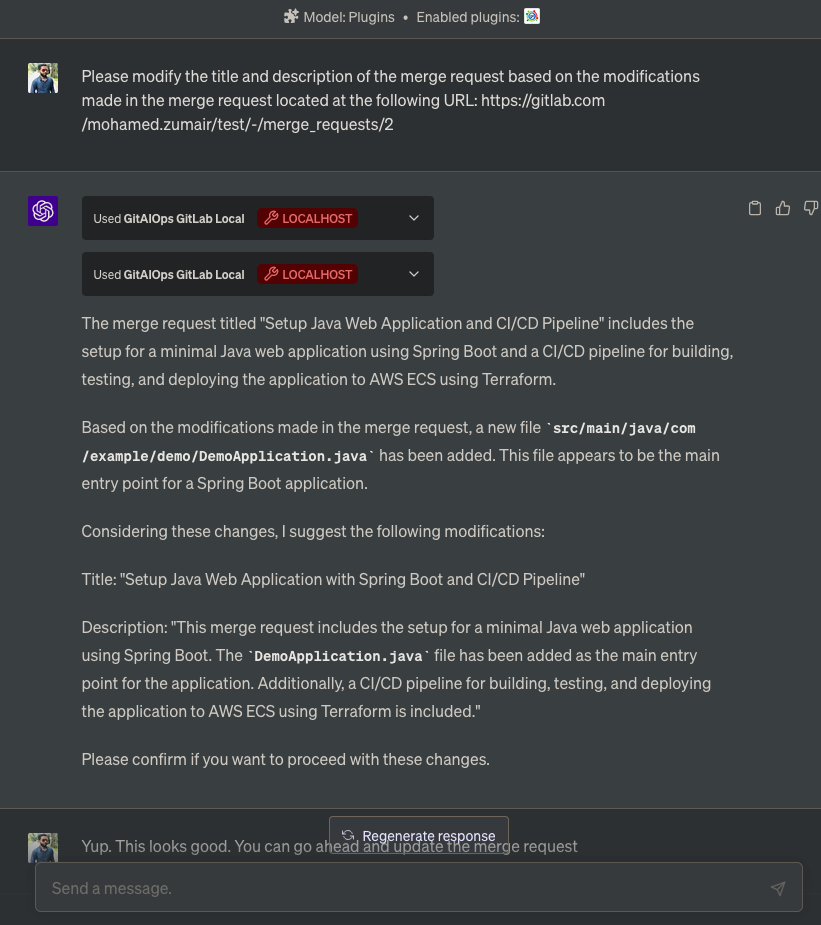 Model: Plugins • Enabled plugins:
Please modify the title and description of the merge request based on the modifications
made in the merge request located at the following URL: https://gitlab.com
/mohamed.zumair/test/-/merge_requests/2
Used GitAIOps GitLab Local LOCALHOST
Used GitAIOps GitLab Local LOCALHOST
The merge request titled "Setup Java Web Application and CI/CD Pipeline" includes the
setup for a minimal Java web application using Spring Boot and a CI/CD pipeline for building,
testing, and deploying the application to AWS ECS using Terraform.
Based on the modifications made in the merge request, a new file `src/main/java/com
/example/demo/DemoApplication.java` has been added. This file appears to be the main
entry point for a Spring Boot application.
Considering these changes, I suggest the following modifications:
Title: "Setup Java Web Application with Spring Boot and CI/CD Pipeline"
Description: "This merge request includes the setup for a minimal Java web application
using Spring Boot. The `DemoApplication.java` file has been added as the main entry
point for the application. Additionally, a CI/CD pipeline for building, testing, and deploying
the application to AWS ECS using Terraform is included."
Please confirm if you want to proceed with these changes.
Regenerate response
Yup. This looks good. You can go ahead and update the merge request
Send a message.